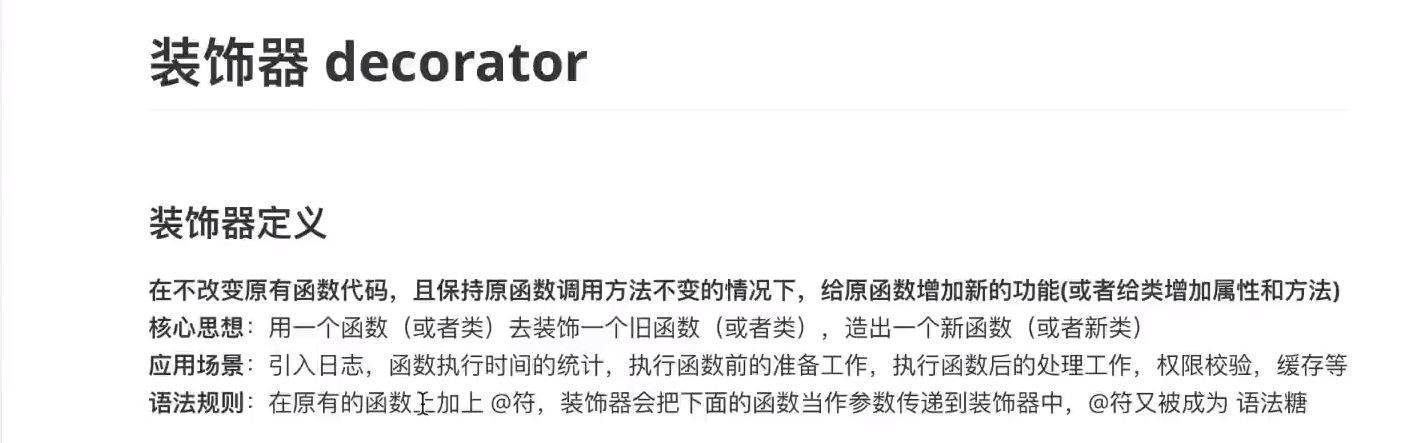 装饰器 decorator
装饰器定义
在不改变原有函数代码，且保持原函数调用方法不变的情况下，给原函数增加新的功能(或者给类增加属性和方法)
核心思想：用一个函数（或者类）去装饰一个旧函数（或者类），造出一个新函数（或者新类）
应用场景：引入日志，函数执行时间的统计，执行函数前的准备工作，执行函数后的处理工作，权限校验，缓存等
语法规则：在原有的函数上加上 @符，装饰器会把下面的函数当作参数传递到装饰器中，@符又被成为 语法糖